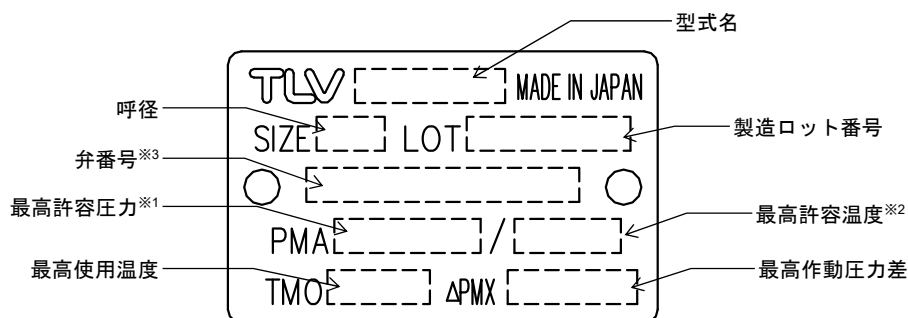 型式名
TLV MADE IN JAPAN
呼径
SIZE LOT
製造ロット番号
弁番号※3
最高許容圧力※1
PMA /
最高許容温度※2
最高使用温度
TMO ΔPMX
最高作動圧力差